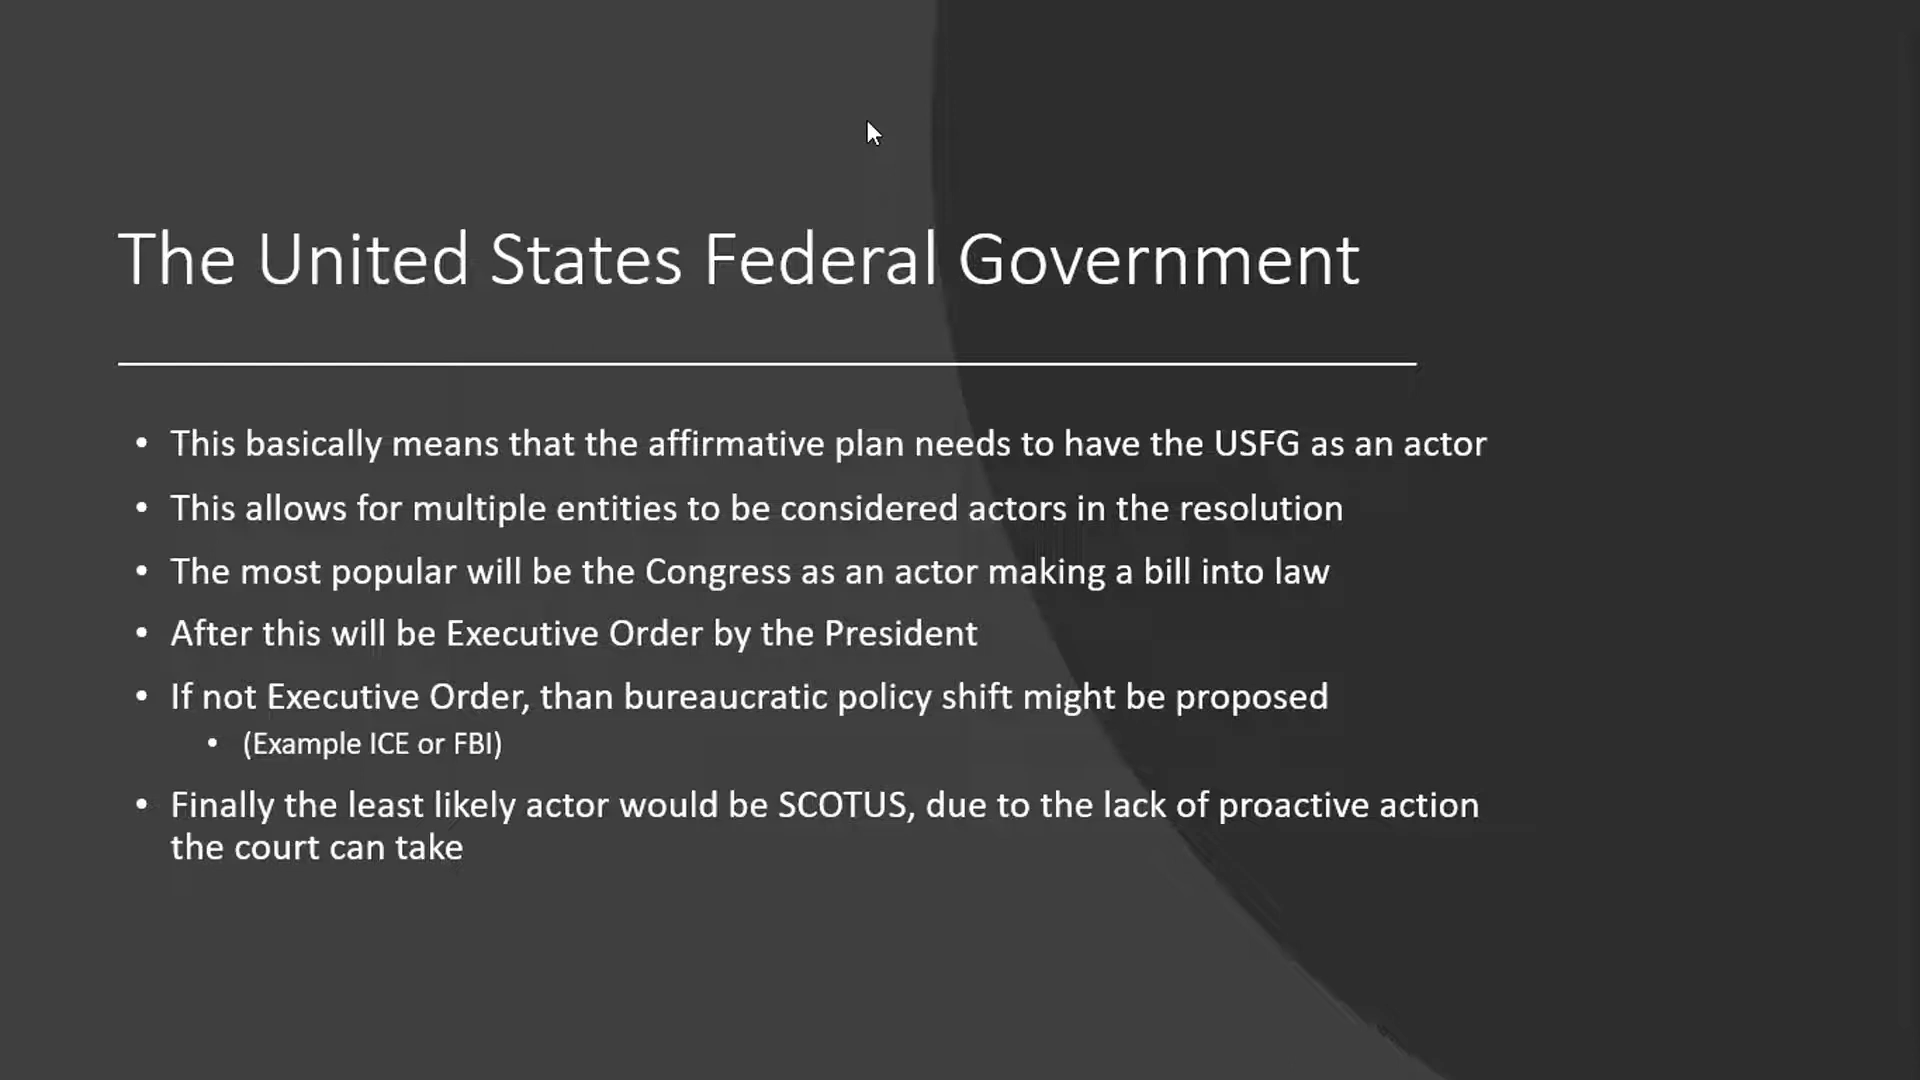 The United States Federal Government
• This basically means that the affirmative plan needs to have the USFG as an actor
• This allows for multiple entities to be considered actors in the resolution
• The most popular will be the Congress as an actor making a bill into law
• After this will be Executive Order by the President
• If not Executive Order, than bureaucratic policy shift might be proposed
• (Example ICE or FBI)
• Finally the least likely actor would be SCOTUS, due to the lack of proactive action
the court can take